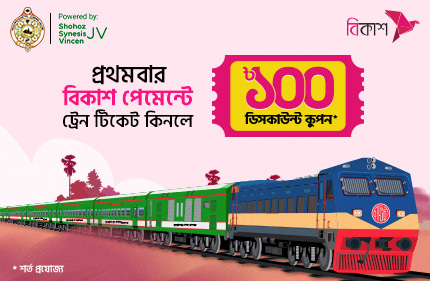 Powered by:
Shohoz
Synesis JV
Vincen
বিকাশ
প্রথমবার
বিকাশ পেমেন্টে
ট্রেন টিকেট কিনলে
৳১০০
ডিসকাউন্ট কুপন*
* শর্ত প্রযোজ্য